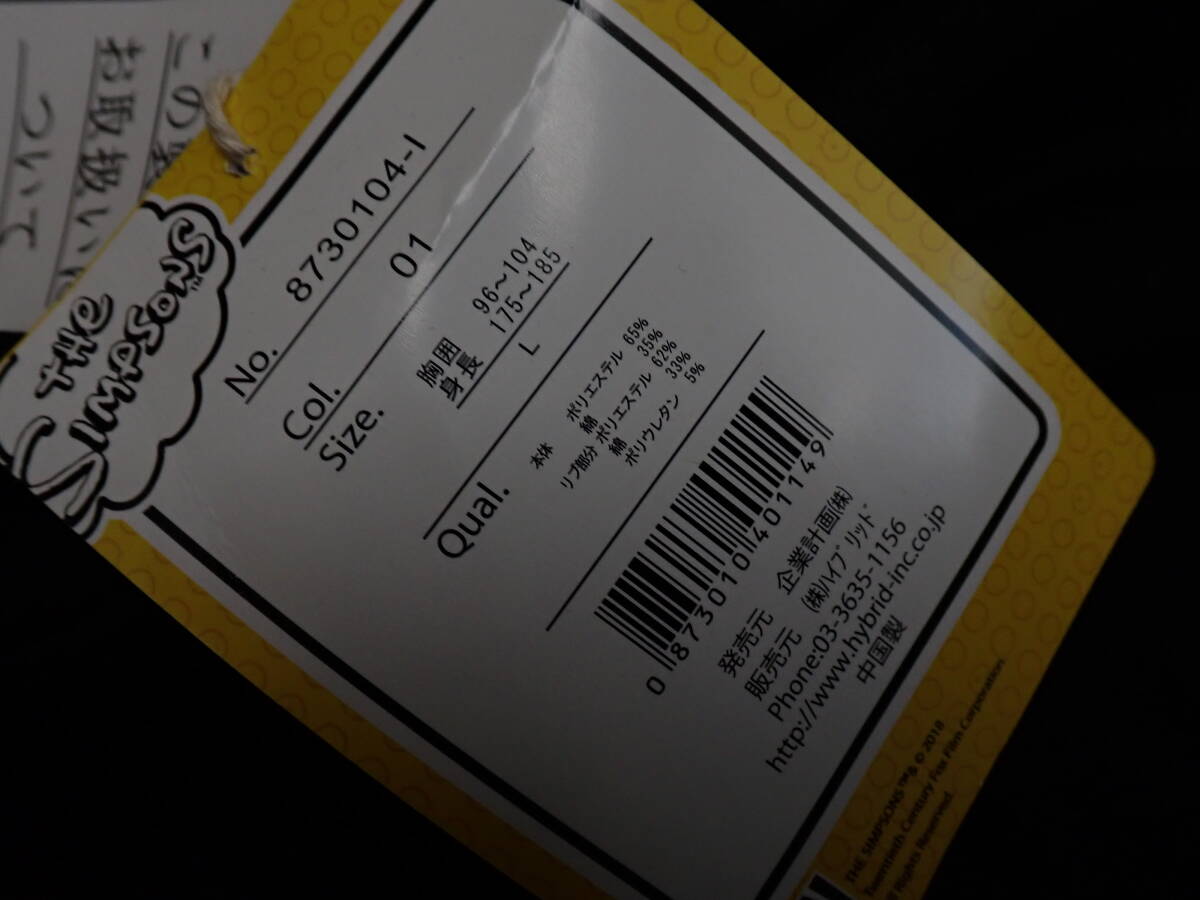 この
お取扱い
ついて
THE
SIMPSONS™
No. 8730104-1
Col. 01
Size. 胸囲 96～104
身長 175～185
L
Qual. 本体 ポリエステル 65%
綿 35%
リブ部分 ポリエステル 62%
綿 33%
ポリウレタン 5%
0 873010 401149
発売元 企業計画(株)
販売元 (株)ハイブリッド
Phone:03-3635-1156
http://www.hybrid-inc.co.jp
中国製
THE SIMPSONS ™& © 2018
Twentieth Century Fox Film Corporation
Rights Reserved.